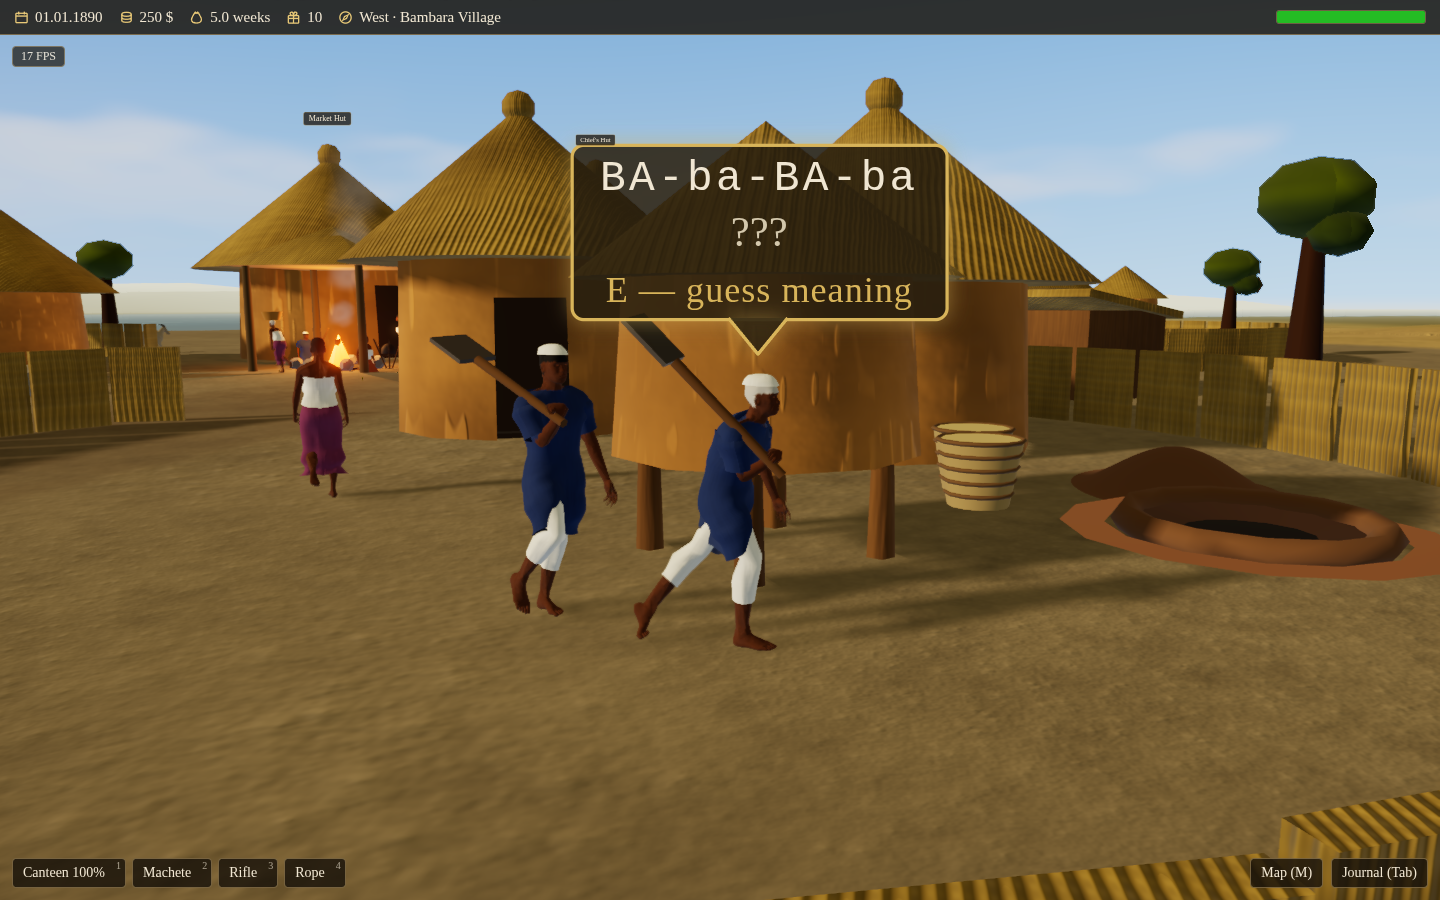 01.01.1890 250 $ 5.0 weeks 10 West · Bambara Village
17 FPS
Market Hut
Chief's Hut
BA-ba-BA-ba
???
E — guess meaning
Canteen 100% 1 Machete 2 Rifle 3 Rope 4
Map (M) Journal (Tab)